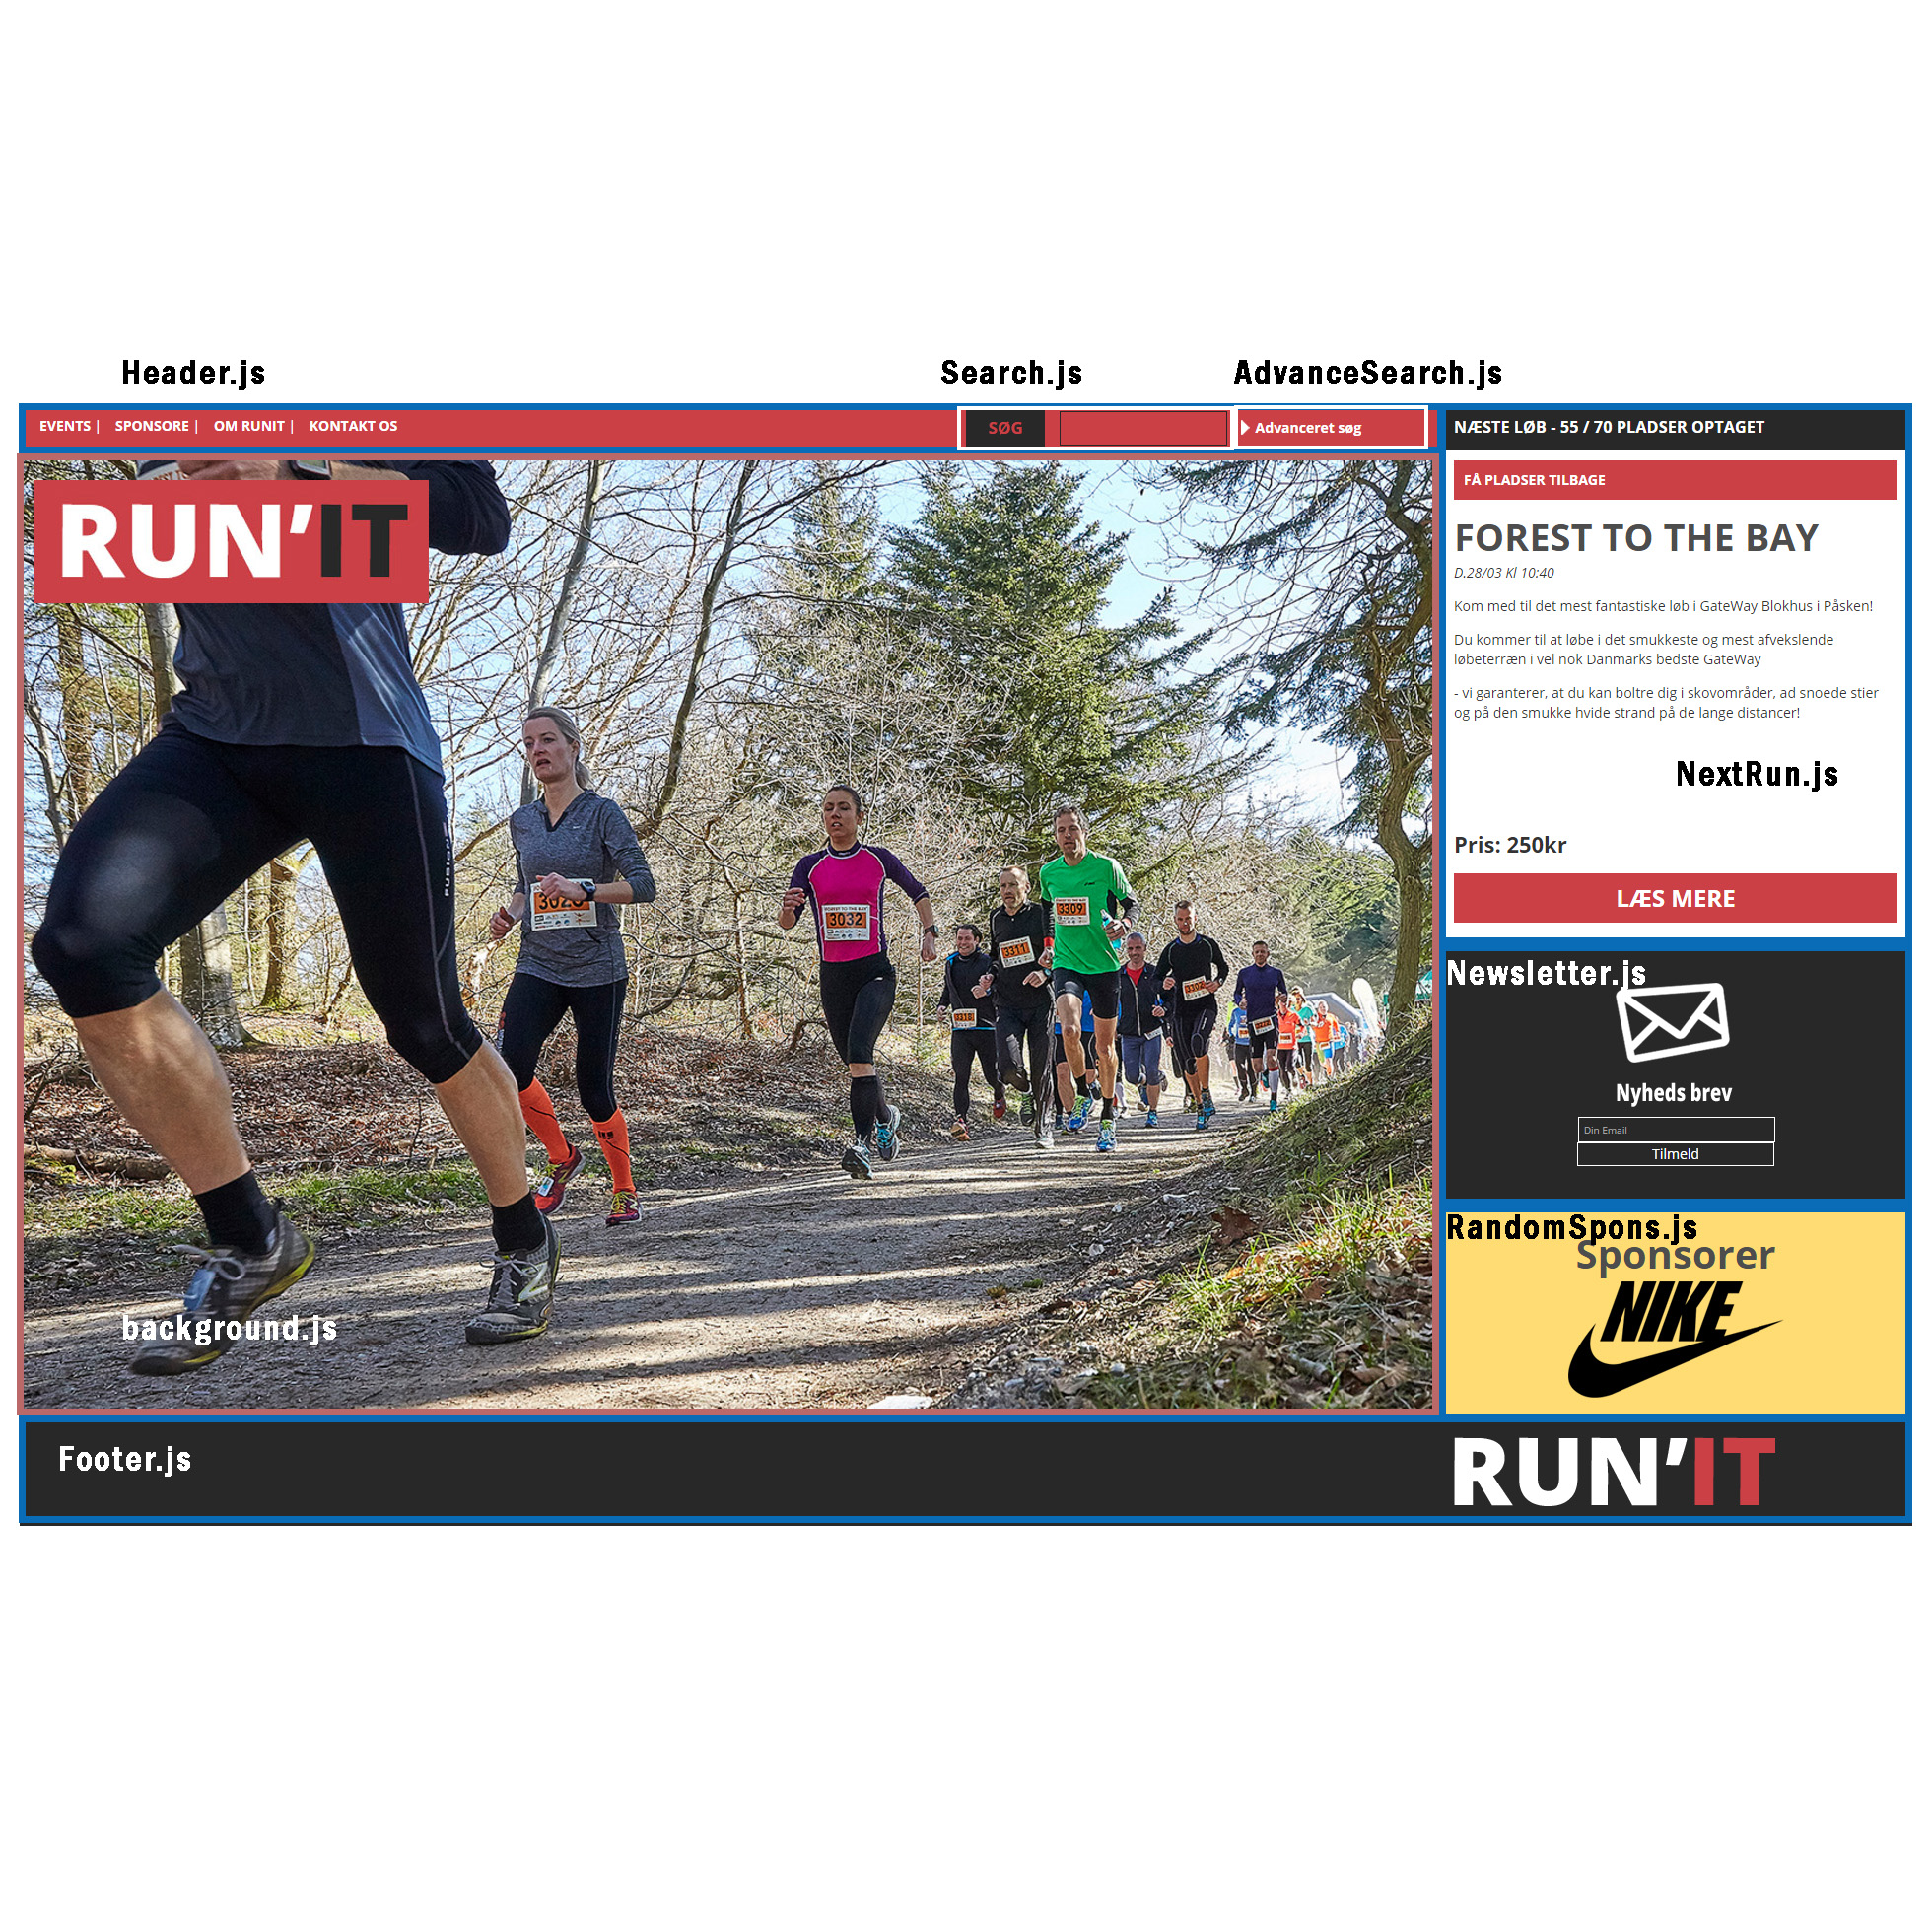 Header.js
Search.js
AdvanceSearch.js
EVENTS | SPONSORE | OM RUNIT | KONTAKT OS
SØG
Advanceret søg
NÆSTE LØB - 55 / 70 PLADSER OPTAGET
RUN'IT
FÅ PLADSER TILBAGE
FOREST TO THE BAY
D.28/03 Kl 10:40
Kom med til det mest fantastiske løb i GateWay Blokhus i Påsken!
Du kommer til at løbe i det smukkeste og mest afvekslende
løbeterræn i vel nok Danmarks bedste GateWay
- vi garanterer, at du kan boltre dig i skovområder, ad snoede stier
og på den smukke hvide strand på de lange distancer!
NextRun.js
Pris: 250kr
LÆS MERE
3032
3309
3311
Newsletter.js
Nyheds brev
Din Email
Tilmeld
RandomSpons.js
Sponsorer
NIKE
background.js
Footer.js
RUN'IT